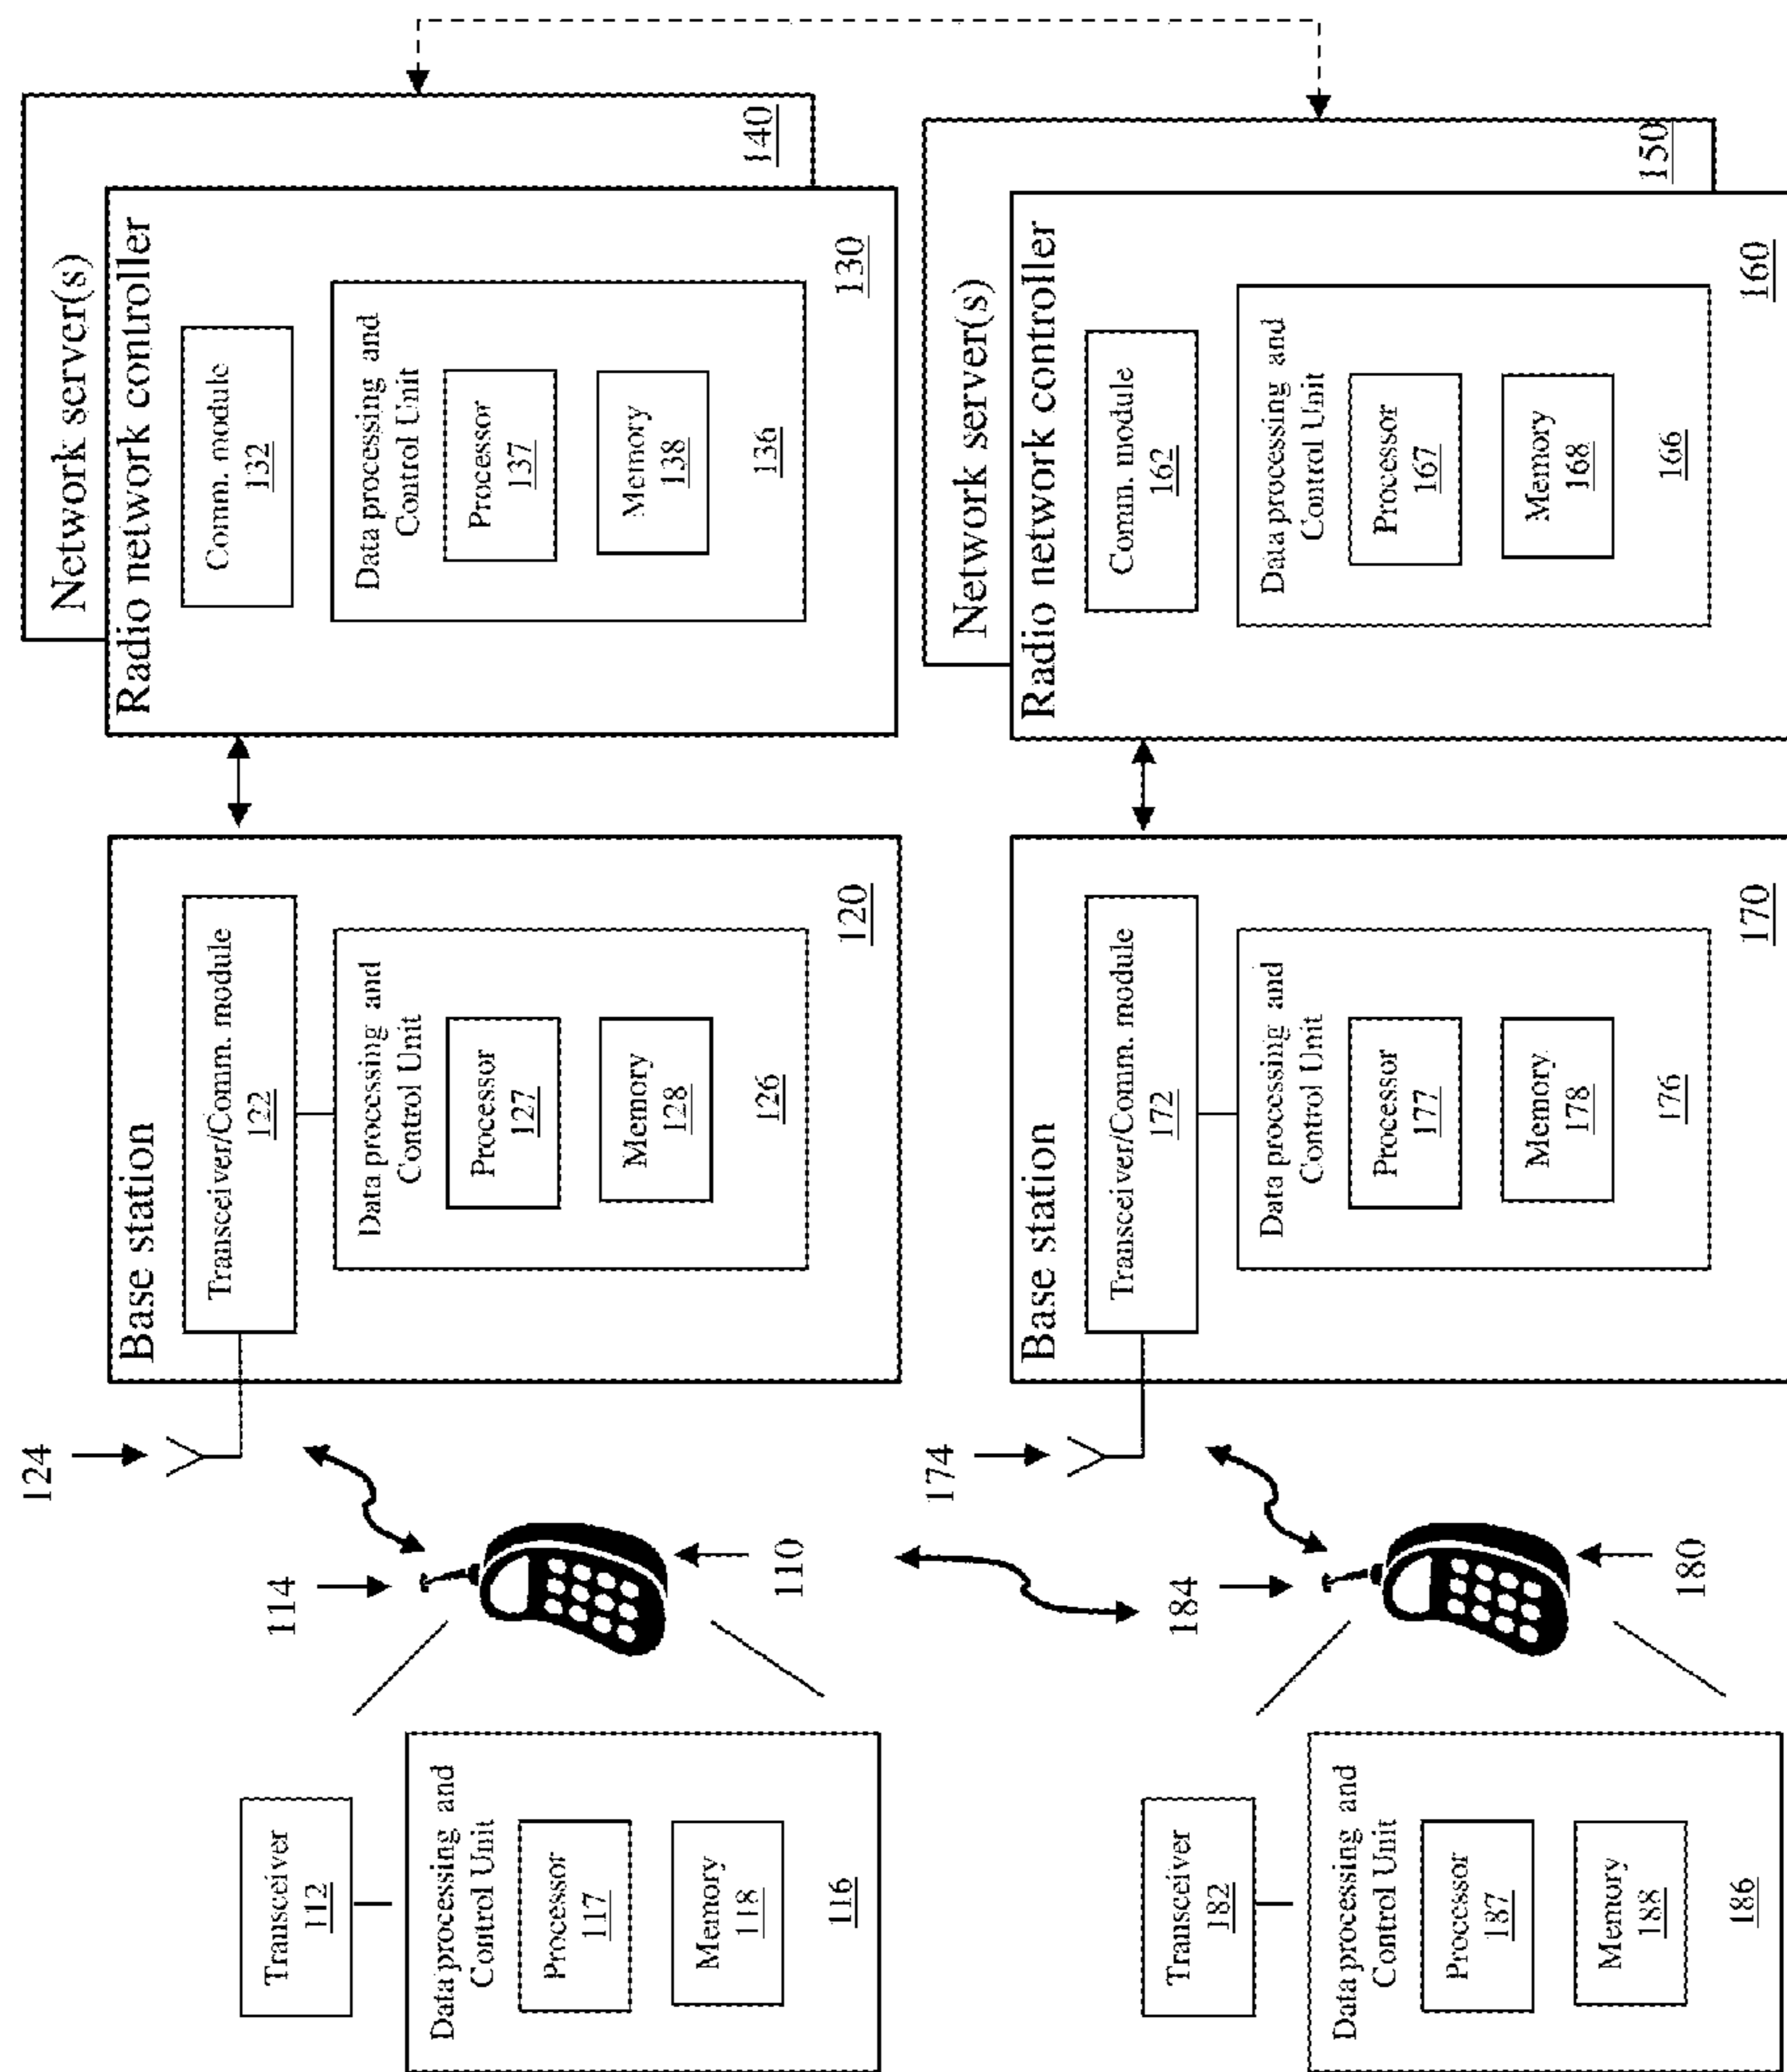 Transceiver
112
Data processing and
Control Unit
Processor
117
Memory
118
116
114
110
124
Base station
Transceiver/Comm. module
122
Data processing and
Control Unit
Processor
127
Memory
128
126
120
Network server(s)
140
Radio network controller
Comm. module
132
Data processing and
Control Unit
Processor
137
Memory
138
136
130
Transceiver
182
Data processing and
Control Unit
Processor
187
Memory
188
186
184
180
174
Base station
Transceiver/Comm. module
172
Data processing and
Control Unit
Processor
177
Memory
178
176
170
Network server(s)
150
Radio network controller
Comm. module
162
Data processing and
Control Unit
Processor
167
Memory
168
166
160